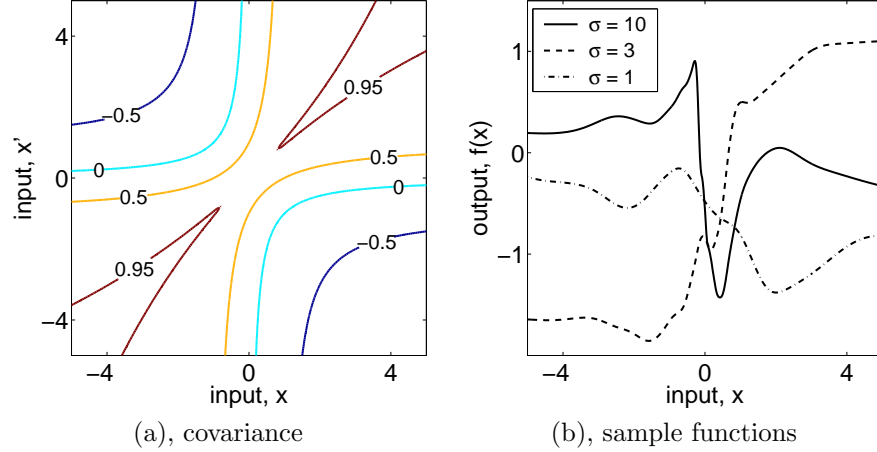 4
0
−4
input, x'
−0.5
0
0.5
0.95
0.5
0
−0.5
0.95
−4
0
4
input, x
(a), covariance
σ = 10
σ = 3
σ = 1
1
0
−1
output, f(x)
−4
0
4
input, x
(b), sample functions